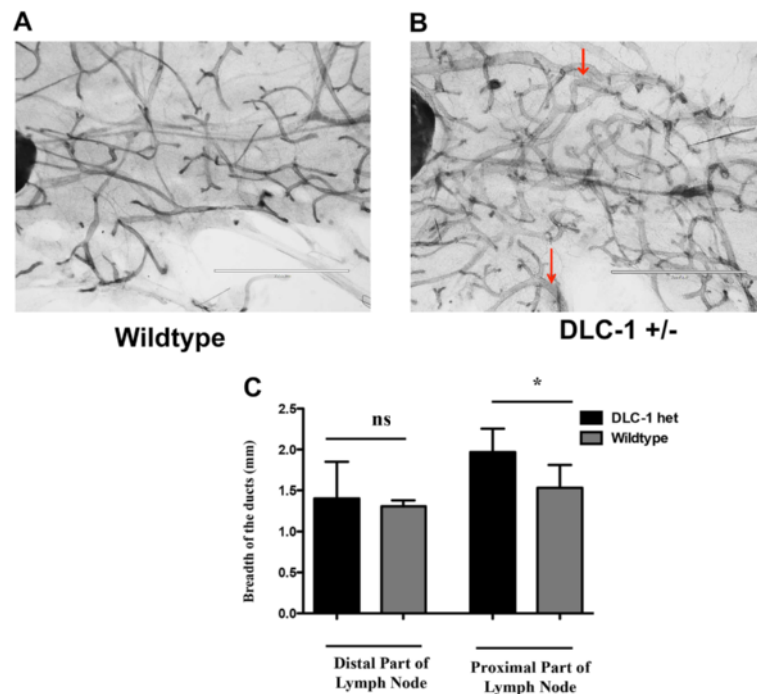 A
B
Wildtype
DLC-1 +/-
C
Breadth of the ducts (mm)
2.5
2.0
1.5
1.0
0.5
0.0
ns
*
DLC-1 het
Wildtype
Distal Part of
Lymph Node
Proximal Part of
Lymph Node